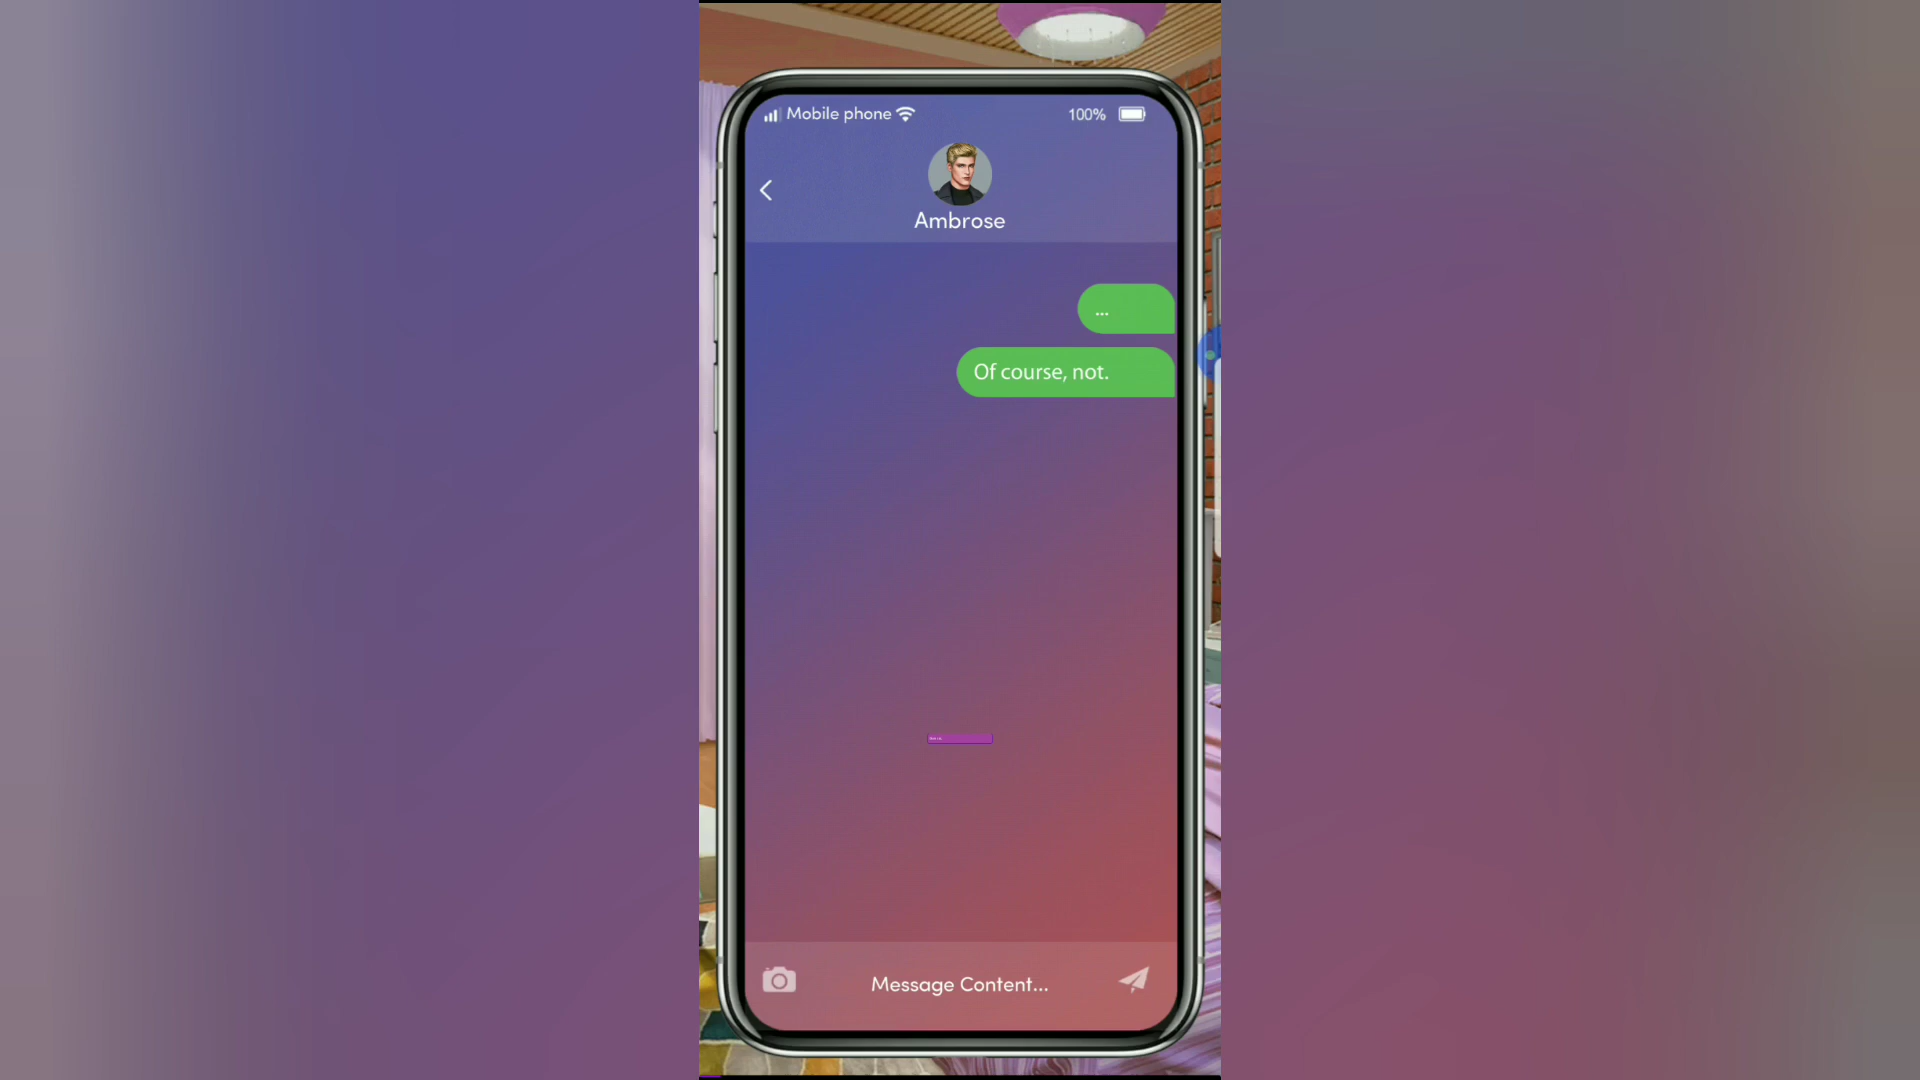 Mobile phone
100%
Ambrose
...
Of course, not.
Message Content...